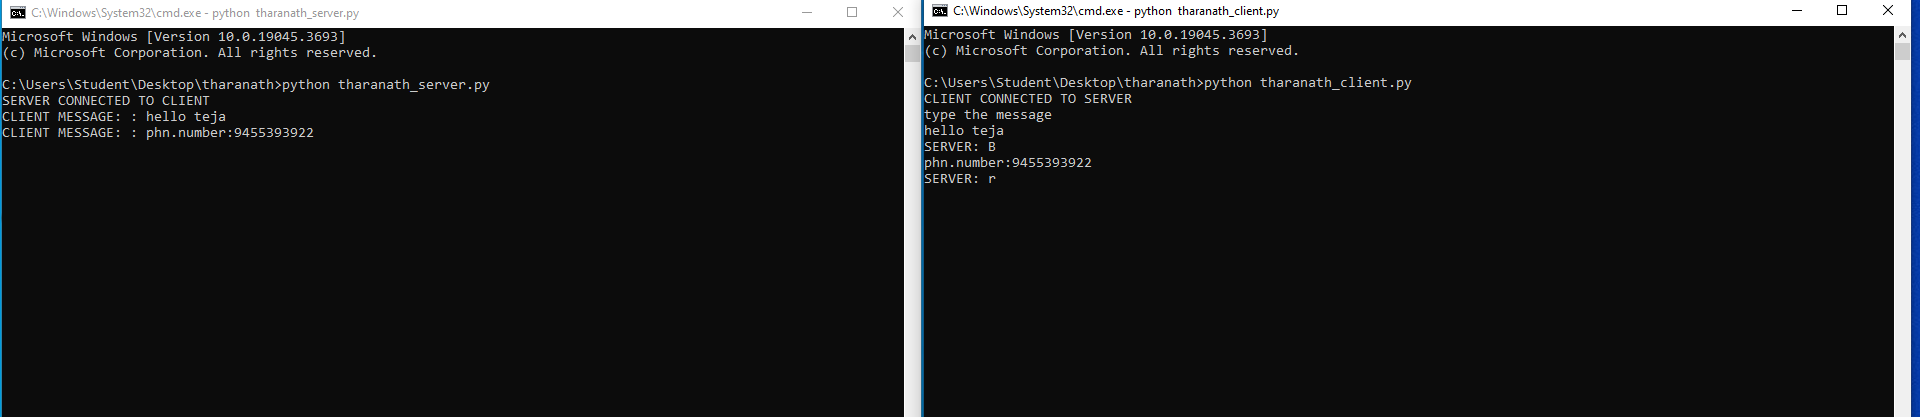 C:\Windows\System32\cmd.exe - python  tharanath_server.py
Microsoft Windows [Version 10.0.19045.3693]
(c) Microsoft Corporation. All rights reserved.
C:\Users\Student\Desktop\tharanath>python tharanath_server.py
SERVER CONNECTED TO CLIENT
CLIENT MESSAGE: : hello teja
CLIENT MESSAGE: : phn.number:9455393922
C:\Windows\System32\cmd.exe - python  tharanath_client.py
Microsoft Windows [Version 10.0.19045.3693]
(c) Microsoft Corporation. All rights reserved.
C:\Users\Student\Desktop\tharanath>python tharanath_client.py
CLIENT CONNECTED TO SERVER
type the message
hello teja
SERVER: B
phn.number:9455393922
SERVER: r